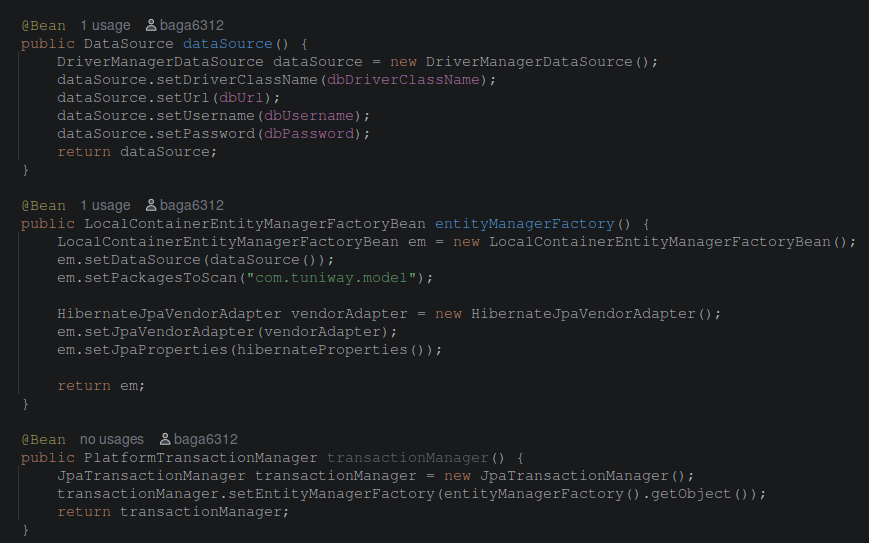 @Bean 1 usage baga6312
public DataSource dataSource() {
    DriverManagerDataSource dataSource = new DriverManagerDataSource();
    dataSource.setDriverClassName(dbDriverClassName);
    dataSource.setUrl(dbUrl);
    dataSource.setUsername(dbUsername);
    dataSource.setPassword(dbPassword);
    return dataSource;
}
@Bean 1 usage baga6312
public LocalContainerEntityManagerFactoryBean entityManagerFactory() {
    LocalContainerEntityManagerFactoryBean em = new LocalContainerEntityManagerFactoryBean();
    em.setDataSource(dataSource());
    em.setPackagesToScan("com.tuniway.model");
    HibernateJpaVendorAdapter vendorAdapter = new HibernateJpaVendorAdapter();
    em.setJpaVendorAdapter(vendorAdapter);
    em.setJpaProperties(hibernateProperties());
    return em;
}
@Bean no usages baga6312
public PlatformTransactionManager transactionManager() {
    JpaTransactionManager transactionManager = new JpaTransactionManager();
    transactionManager.setEntityManagerFactory(entityManagerFactory().getObject());
    return transactionManager;
}